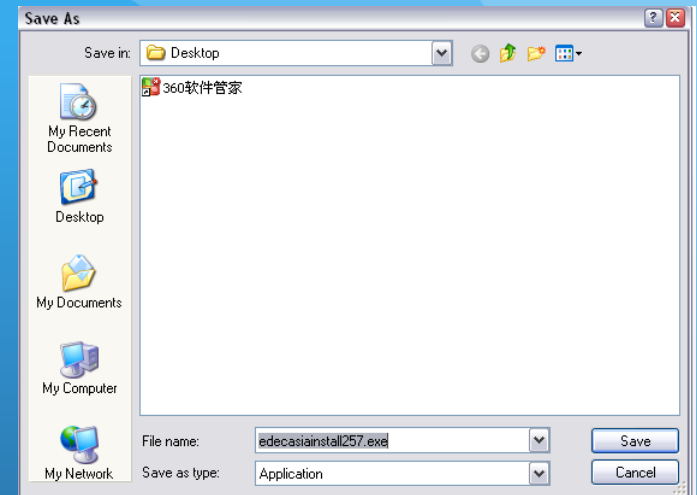 Save As
Save in:
Desktop
360软件管家
My Recent
Documents
Desktop
My Documents
My Computer
My Network
File name:
edecasiainstall257.exe
Save
Save as type:
Application
Cancel